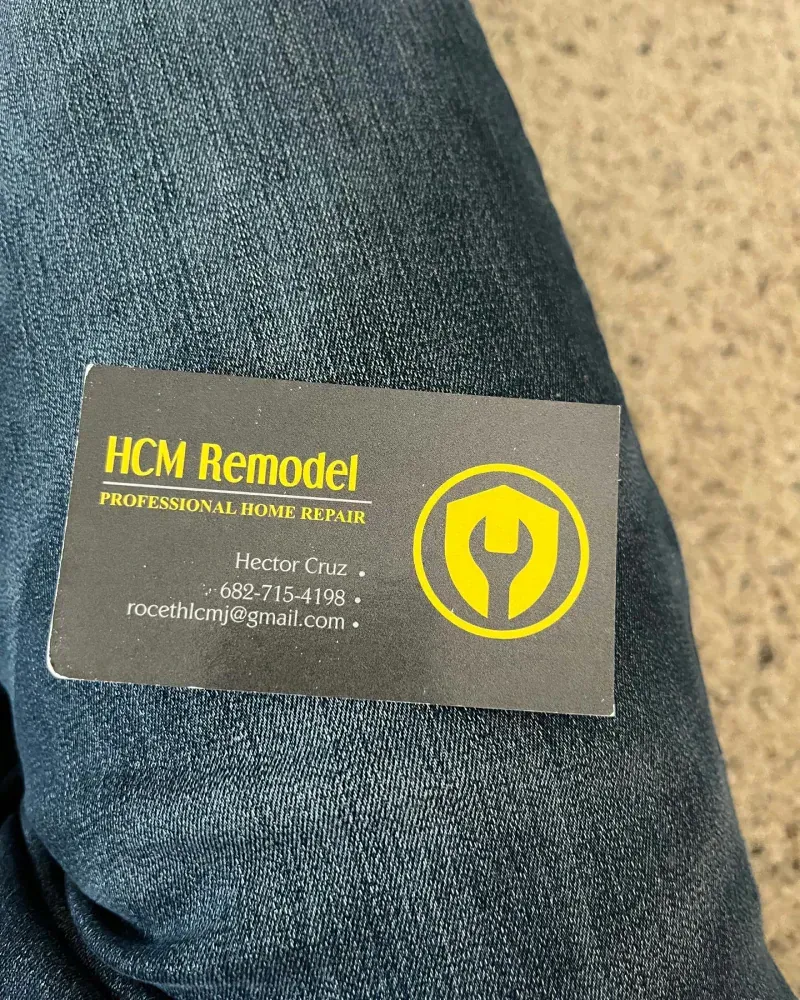 HCM Remodel
PROFESSIONAL HOME REPAIR
Hector Cruz •
682-715-4198 •
rocethlcmj@gmail.com •